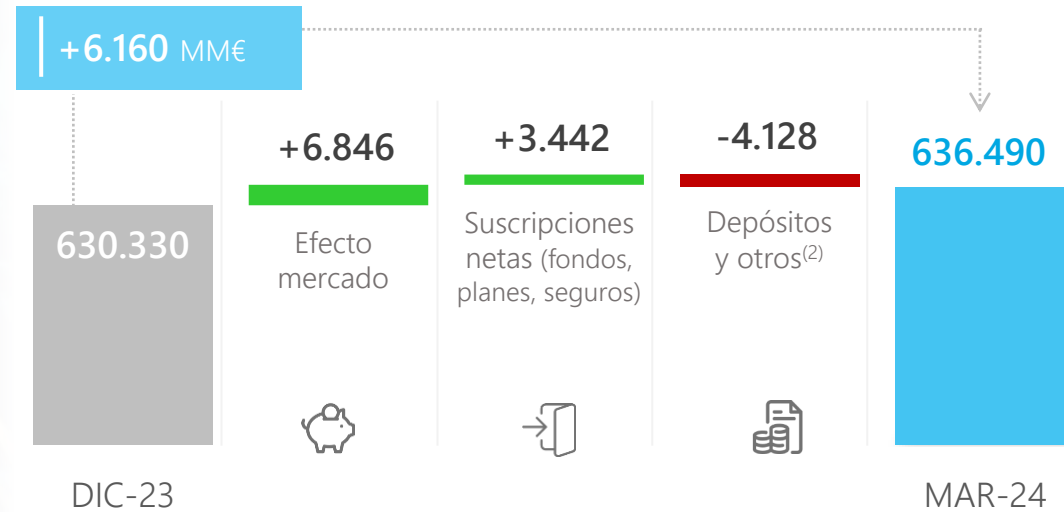 +6.160 MM€
630.330
+6.846
Efecto
mercado
+3.442
Suscripciones
netas (fondos,
planes, seguros)
-4.128
Depósitos
y otros(2)
636.490
DIC-23
MAR-24